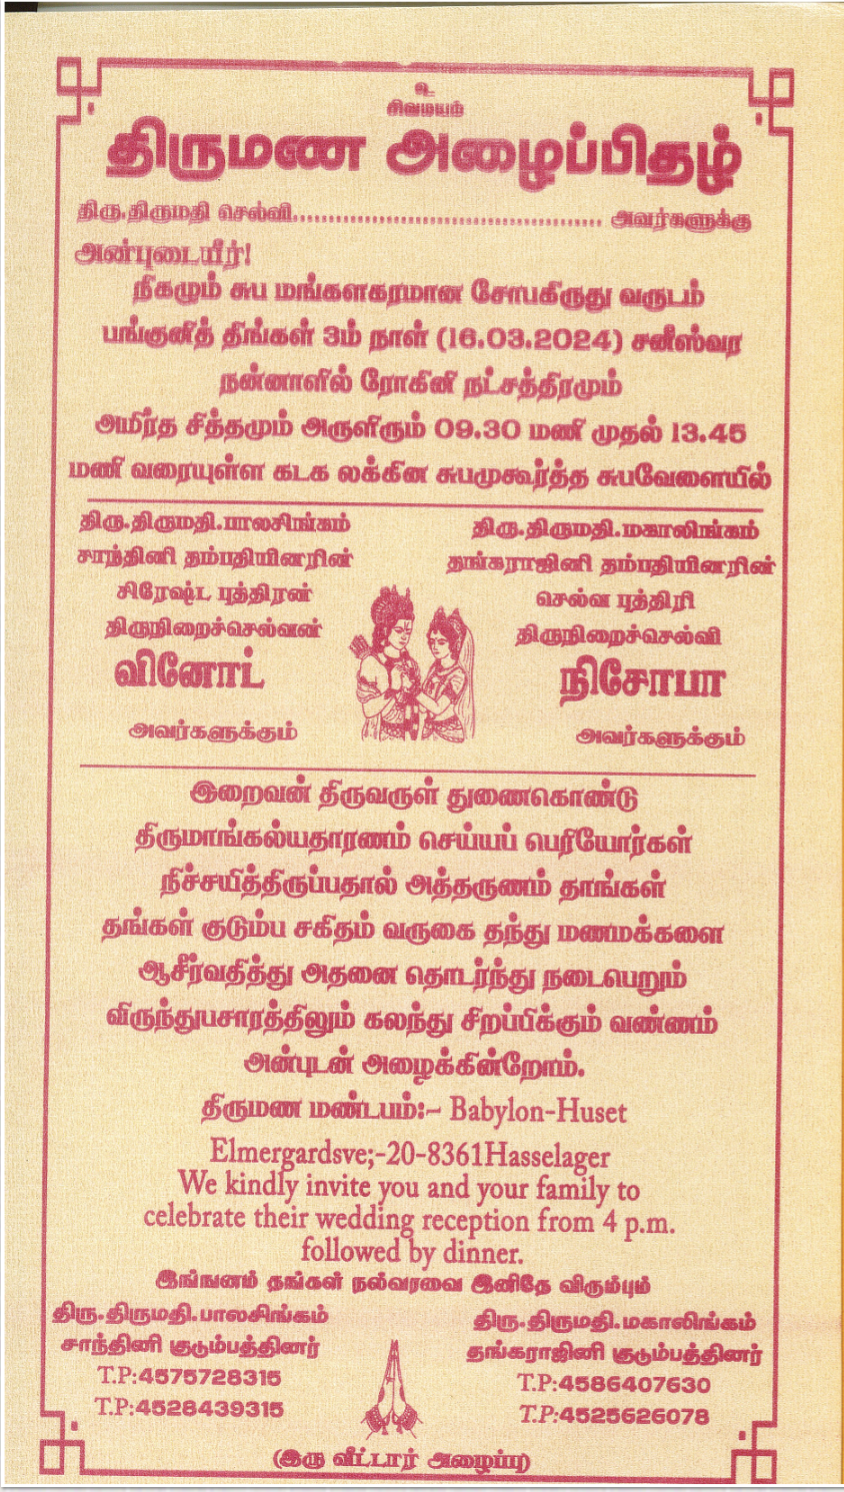 உ
சிவமயம்
திருமண அழைப்பிதழ்
திரு.திருமதி செல்வி..................................... அவர்களுக்கு
அன்புடையீர்!
நிகழும் சுப மங்களகரமான சோபகிருது வருடம்
பங்குனித் திங்கள் 3ம் நாள் (16.03.2024) சனீஸ்வர
நன்னாளில் ரோகினி நட்சத்திரமும்
அமிர்த சித்தமும் அருளிரும் 09.30 மணி முதல் 13.45
மணி வரையுள்ள கடக லக்கின சுபமுகூர்த்த சுபவேளையில்
திரு.திருமதி.பாலசிங்கம்
சாந்தினி தம்பதியினரின்
சிரேஷ்ட புத்திரன்
திருநிறைச்செல்வன்
வினோட்
அவர்களுக்கும்
திரு.திருமதி.மகாலிங்கம்
தங்கராஜினி தம்பதியினரின்
செல்வ புத்திரி
திருநிறைச்செல்வி
நிசோபா
அவர்களுக்கும்
இறைவன் திருவருள் துணைகொண்டு
திருமாங்கல்யதாரணம் செய்யப் பெரியோர்கள்
நிச்சயித்திருப்பதால் அத்தருணம் தாங்கள்
தங்கள் குடும்ப சகிதம் வருகை தந்து மணமக்களை
ஆசீர்வதித்து அதனை தொடர்ந்து நடைபெறும்
விருந்துபசாரத்திலும் கலந்து சிறப்பிக்கும் வண்ணம்
அன்புடன் அழைக்கின்றோம்.
திருமண மண்டபம்:– Babylon-Huset
Elmergardsve;-20-8361Hasselager
We kindly invite you and your family to
celebrate their wedding reception from 4 p.m.
followed by dinner.
இங்ஙனம் தங்கள் நல்வரவை இனிதே விரும்பும்
திரு.திருமதி.பாலசிங்கம்
சாந்தினி குடும்பத்தினர்
T.P:4575728315
T.P:4528439315
திரு.திருமதி.மகாலிங்கம்
தங்கராஜினி குடும்பத்தினர்
T.P:4586407630
T.P:4525626078
(இரு வீட்டார் அழைப்பு)